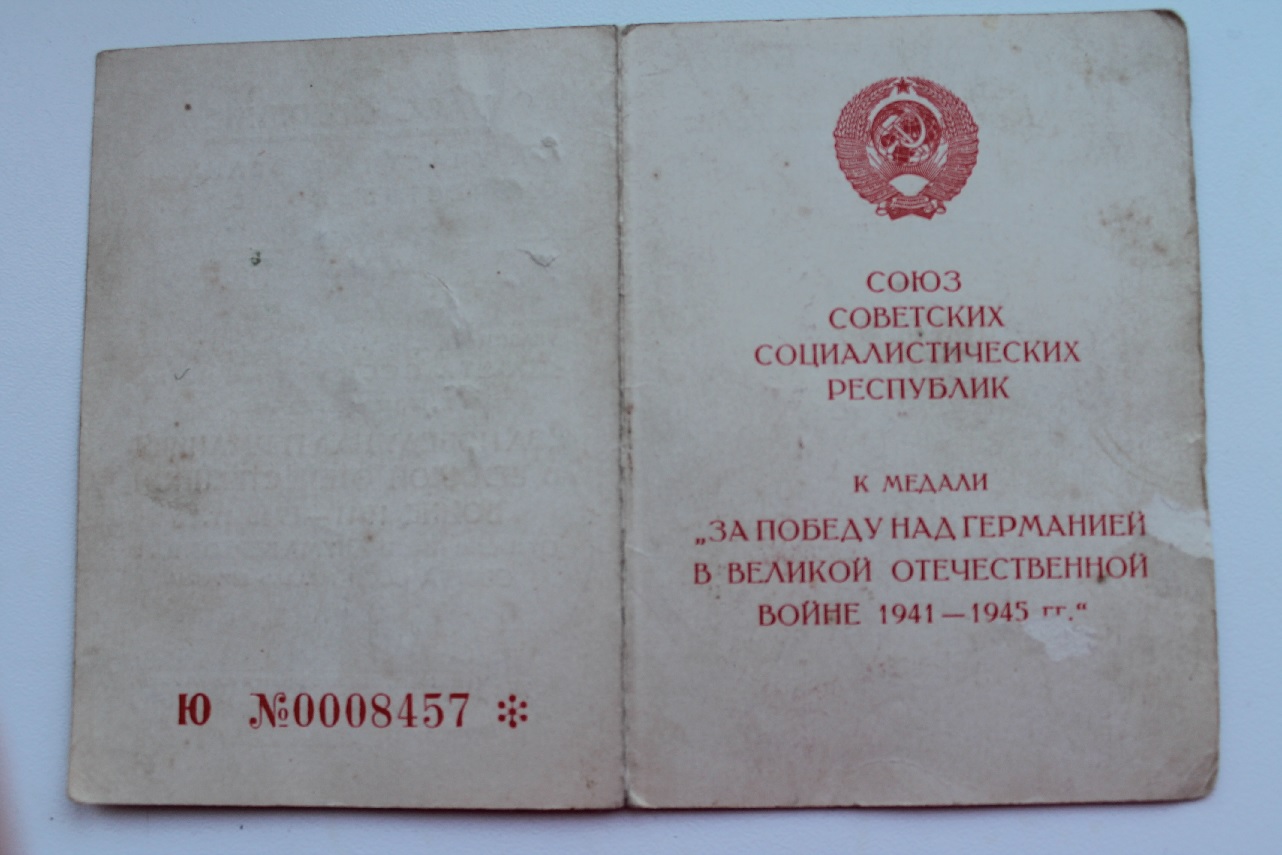 Ю №0008457
СОЮЗ
СОВЕТСКИХ
СОЦИАЛИСТИЧЕСКИХ
РЕСПУБЛИК
К МЕДАЛИ
„ЗА ПОБЕДУ НАД ГЕРМАНИЕЙ
В ВЕЛИКОЙ ОТЕЧЕСТВЕННОЙ
ВОЙНЕ 1941—1945 гг.“